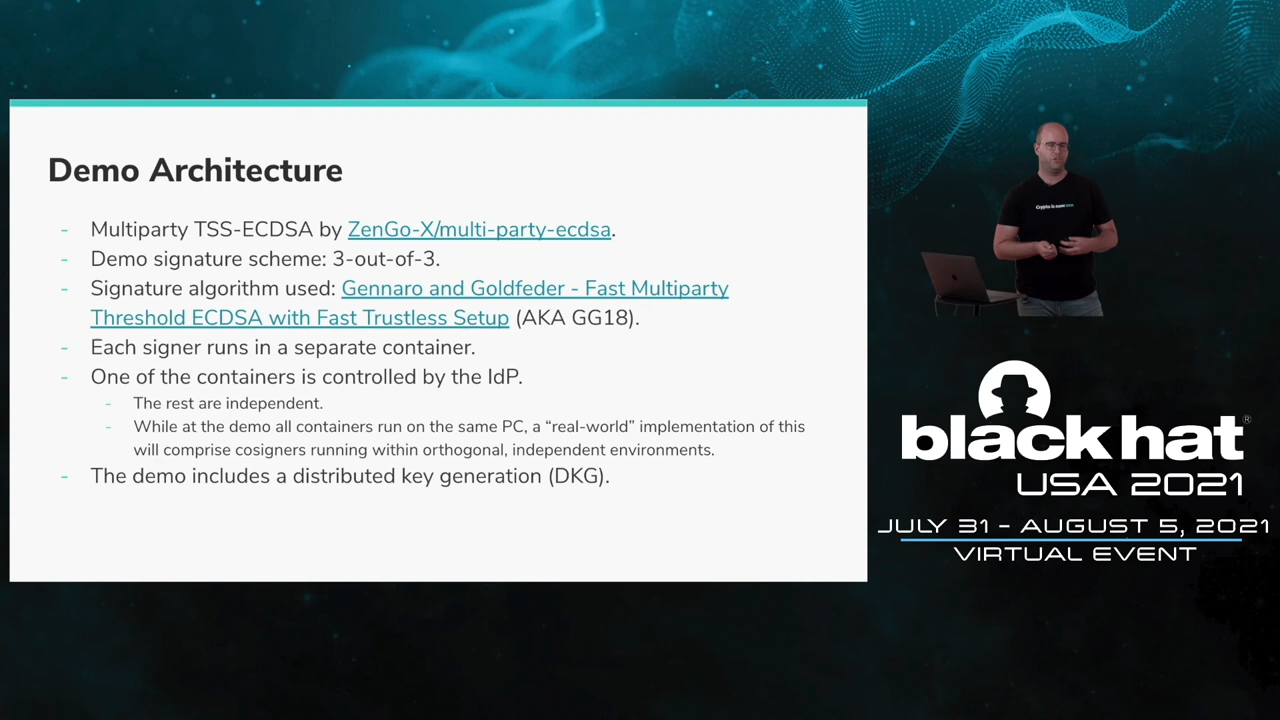 Demo Architecture
- Multiparty TSS-ECDSA by ZenGo-X/multi-party-ecdsa.
- Demo signature scheme: 3-out-of-3.
- Signature algorithm used: Gennaro and Goldfeder - Fast Multiparty
Threshold ECDSA with Fast Trustless Setup (AKA GG18).
- Each signer runs in a separate container.
- One of the containers is controlled by the IdP.
- The rest are independent.
- While at the demo all containers run on the same PC, a “real-world” implementation of this
will comprise cosigners running within orthogonal, independent environments.
- The demo includes a distributed key generation (DKG).
Crypto is now
black hat®
USA 2021
JULY 31 - AUGUST 5, 2021
VIRTUAL EVENT